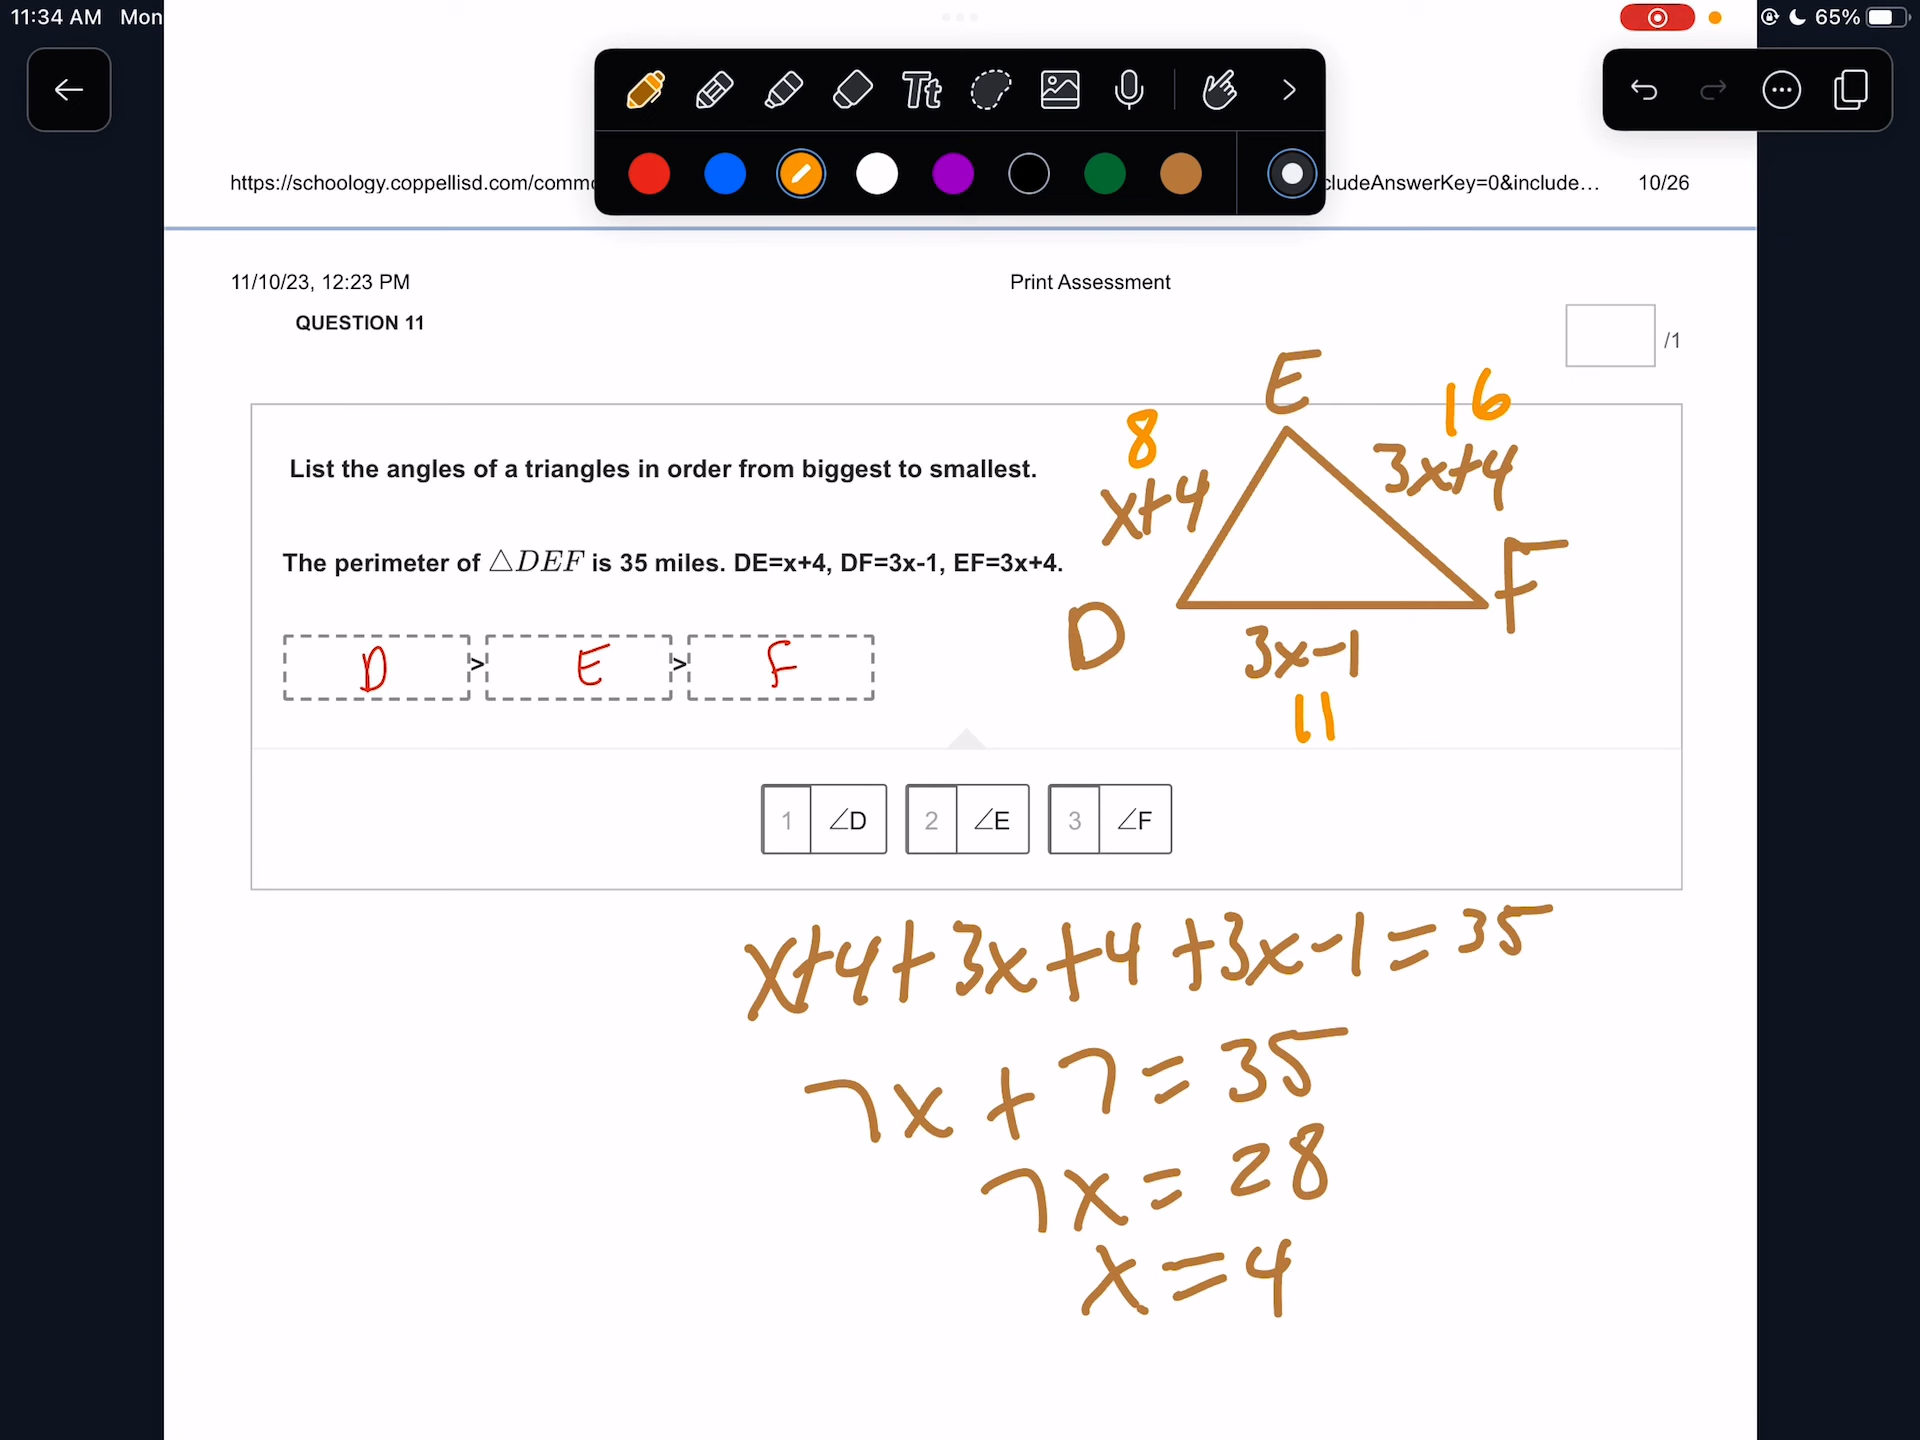 11:34 AM Mon
65%
Tt
https://schoology.coppellisd.com/commo
cludeAnswerKey=0&include…
10/26
11/10/23, 12:23 PM
Print Assessment
QUESTION 11
/1
E
16
8
3x+4
x+4
List the angles of a triangles in order from biggest to smallest.
The perimeter of △DEF is 35 miles. DE=x+4, DF=3x-1, EF=3x+4.
F
D
3x-1
11
D > E > F
1 ∠D 2 ∠E 3 ∠F
x+4+3x+4+3x-1=35
7x+7=35
7x=28
x=4